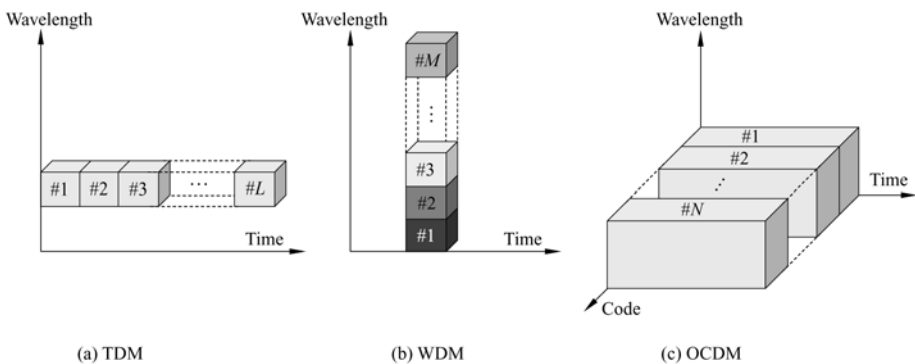 Wavelength
#1 #2 #3 ... #L
Time
(a) TDM
Wavelength
#M
⋮
#3
#2
#1
Time
(b) WDM
Wavelength
#1
#2
⋰
#N
Time
Code
(c) OCDM